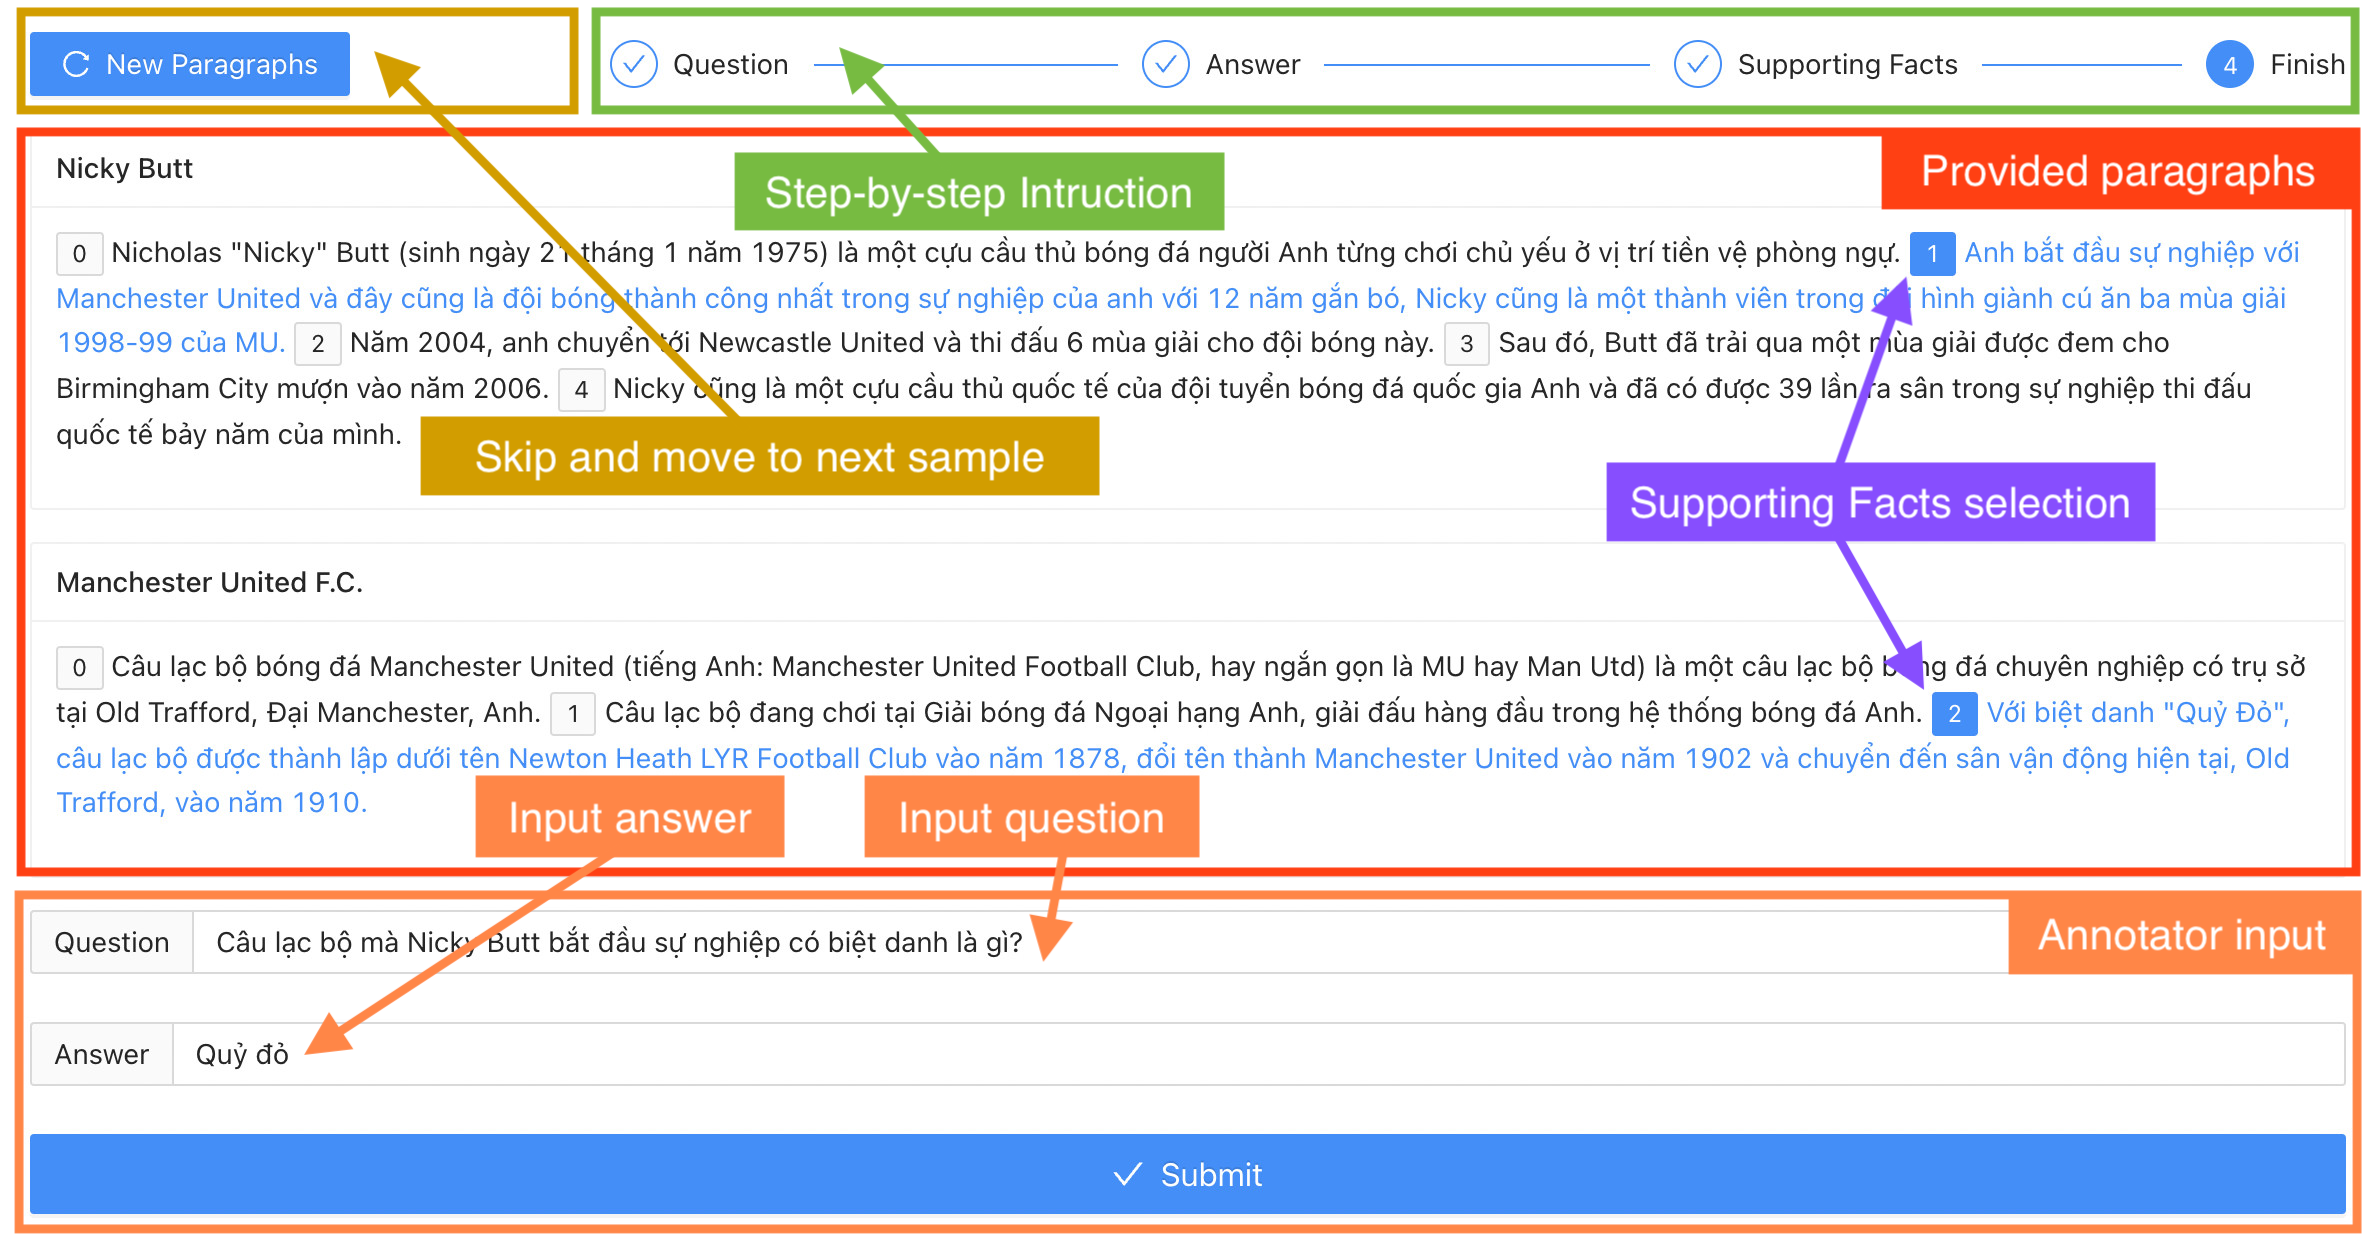 New Paragraphs
Question
Answer
Supporting Facts
4 Finish
Nicky Butt
Provided paragraphs
Step-by-step Intruction
0 Nicholas "Nicky" Butt (sinh ngày 21 tháng 1 năm 1975) là một cựu cầu thủ bóng đá người Anh từng chơi chủ yếu ở vị trí tiền vệ phòng ngự. 1 Anh bắt đầu sự nghiệp với
Manchester United và đây cũng là đội bóng thành công nhất trong sự nghiệp của anh với 12 năm gắn bó, Nicky cũng là một thành viên trong đội hình giành cú ăn ba mùa giải
1998-99 của MU. 2 Năm 2004, anh chuyển tới Newcastle United và thi đấu 6 mùa giải cho đội bóng này. 3 Sau đó, Butt đã trải qua một mùa giải được đem cho
Birmingham City mượn vào năm 2006. 4 Nicky cũng là một cựu cầu thủ quốc tế của đội tuyển bóng đá quốc gia Anh và đã có được 39 lần ra sân trong sự nghiệp thi đấu
quốc tế bảy năm của mình.
Skip and move to next sample
Supporting Facts selection
Manchester United F.C.
0 Câu lạc bộ bóng đá Manchester United (tiếng Anh: Manchester United Football Club, hay ngắn gọn là MU hay Man Utd) là một câu lạc bộ bóng đá chuyên nghiệp có trụ sở
tại Old Trafford, Đại Manchester, Anh. 1 Câu lạc bộ đang chơi tại Giải bóng đá Ngoại hạng Anh, giải đấu hàng đầu trong hệ thống bóng đá Anh. 2 Với biệt danh "Quỷ Đỏ",
câu lạc bộ được thành lập dưới tên Newton Heath LYR Football Club vào năm 1878, đổi tên thành Manchester United vào năm 1902 và chuyển đến sân vận động hiện tại, Old
Trafford, vào năm 1910.
Input answer
Input question
Annotator input
Question Câu lạc bộ mà Nicky Butt bắt đầu sự nghiệp có biệt danh là gì?
Answer Quỷ đỏ
Submit